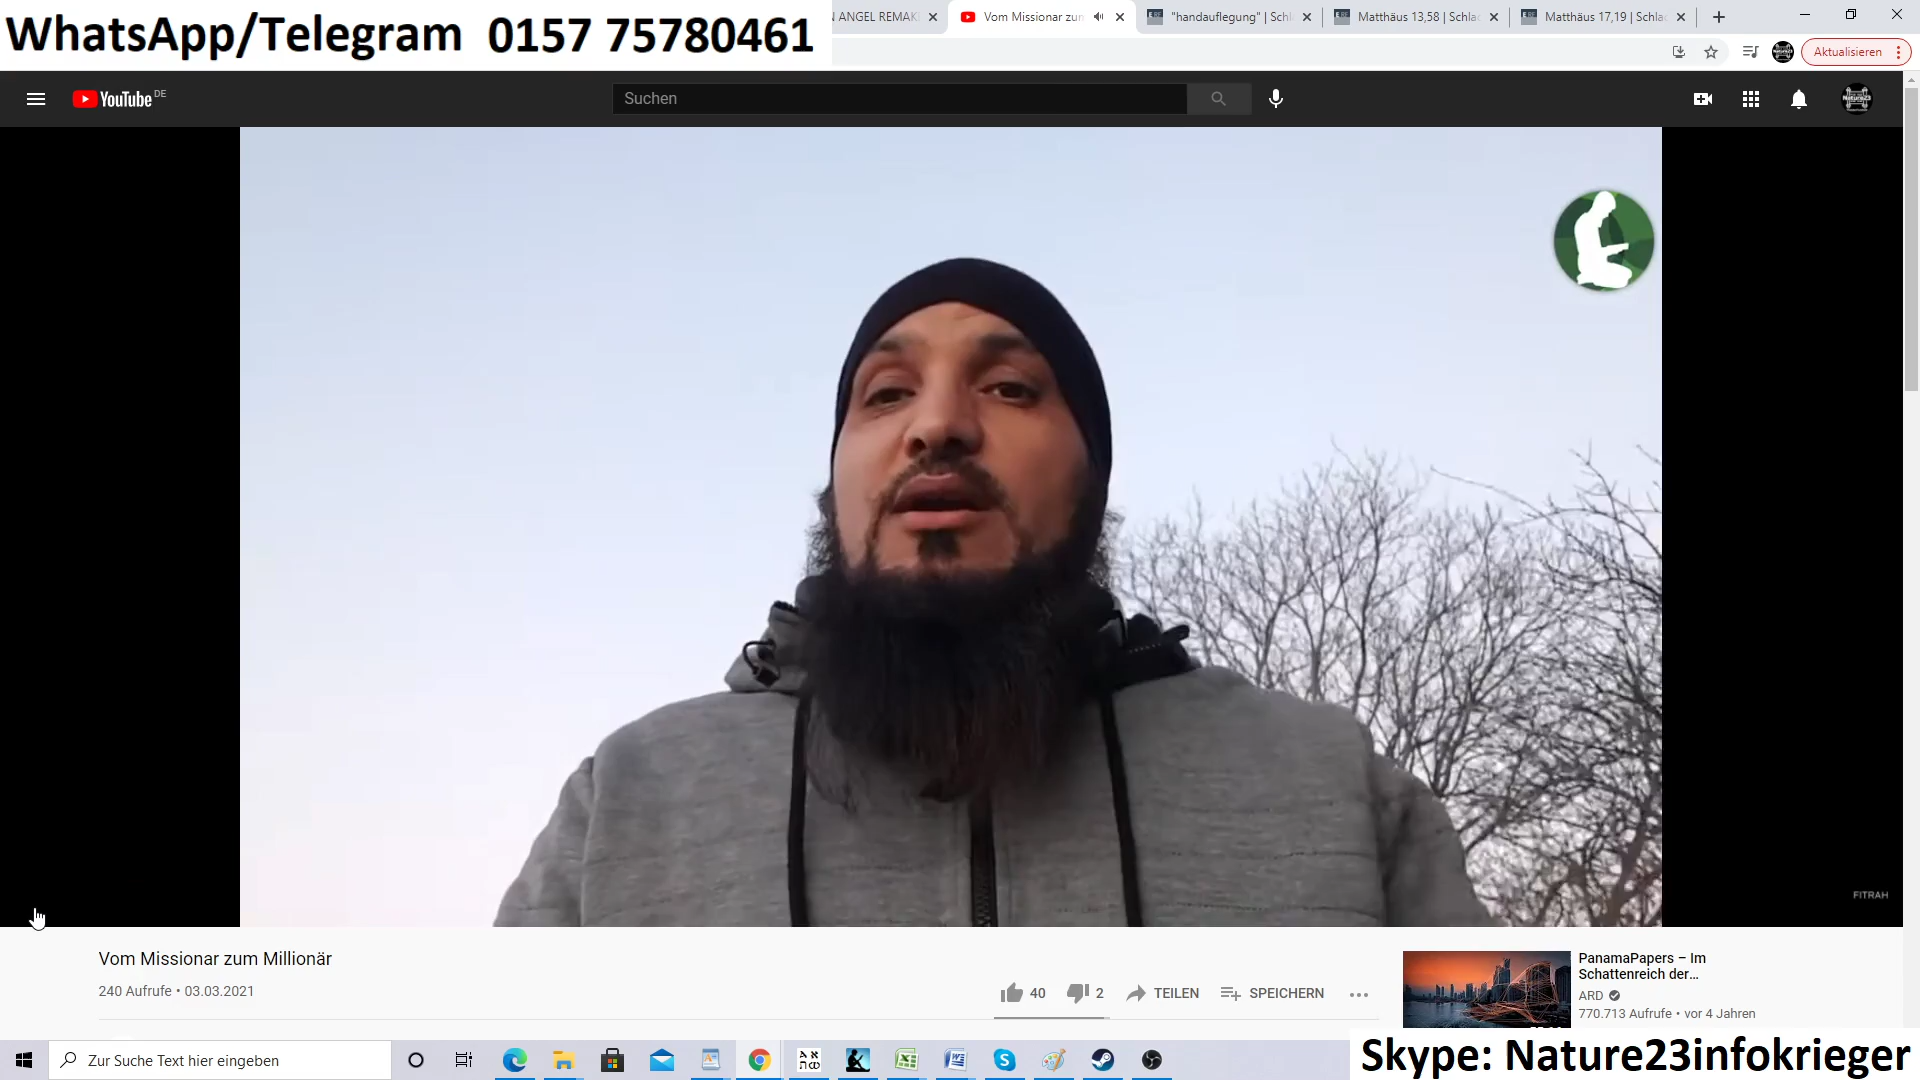 WhatsApp/Telegram 0157 75780461
N ANGEL REMAK
Vom Missionar zun
"handauflegung" | Schl
Matthäus 13,58 | Schla
Matthäus 17,19 | Schla
Aktualisieren
YouTube DE
Suchen
FITRAH
Vom Missionar zum Millionär
240 Aufrufe • 03.03.2021
40
2
TEILEN
SPEICHERN
PanamaPapers – Im
Schattenreich der...
ARD
770.713 Aufrufe • vor 4 Jahren
Zur Suche Text hier eingeben
Skype: Nature23infokrieger